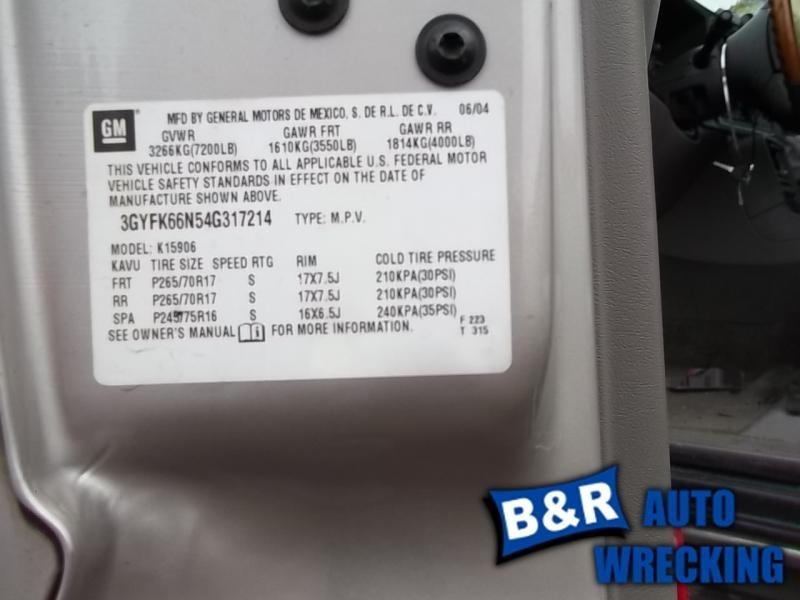 GM
MFD BY GENERAL MOTORS DE MEXICO, S. DE R.L. DE C.V. 06/04
GVWR GAWR FRT GAWR RR
3266KG(7200LB) 1610KG(3550LB) 1814KG(4000LB)
THIS VEHICLE CONFORMS TO ALL APPLICABLE U.S. FEDERAL MOTOR
VEHICLE SAFETY STANDARDS IN EFFECT ON THE DATE OF
MANUFACTURE SHOWN ABOVE.
3GYFK66N54G317214 TYPE: M.P.V.
MODEL: K15906
KAVU TIRE SIZE SPEED RTG RIM COLD TIRE PRESSURE
FRT P265/70R17 S 17X7.5J 210KPA(30PSI)
RR P265/70R17 S 17X7.5J 210KPA(30PSI)
SPA P245/75R16 S 16X6.5J 240KPA(35PSI)
SEE OWNER'S MANUAL FOR MORE INFORMATION.
F 223
T 315
B&R AUTO
WRECKING